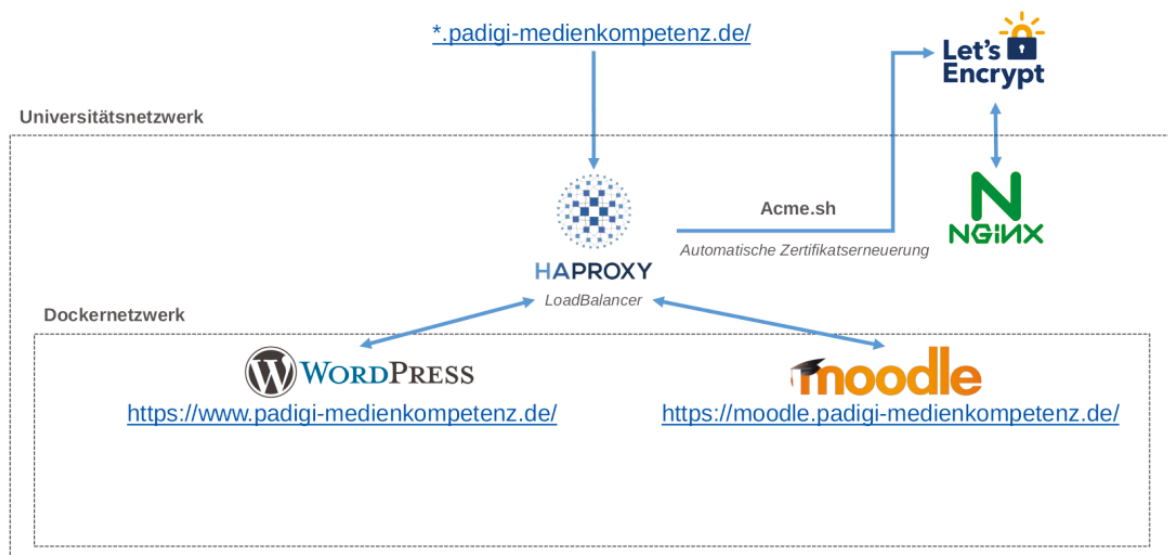 *.padigi-medienkompetenz.de/
Let's
Encrypt
Universitätsnetzwerk
NGiNX
Acme.sh
Automatische Zertifikatserneuerung
HAPROXY
LoadBalancer
Dockernetzwerk
WORDPRESS
moodle
https://www.padigi-medienkompetenz.de/
https://moodle.padigi-medienkompetenz.de/